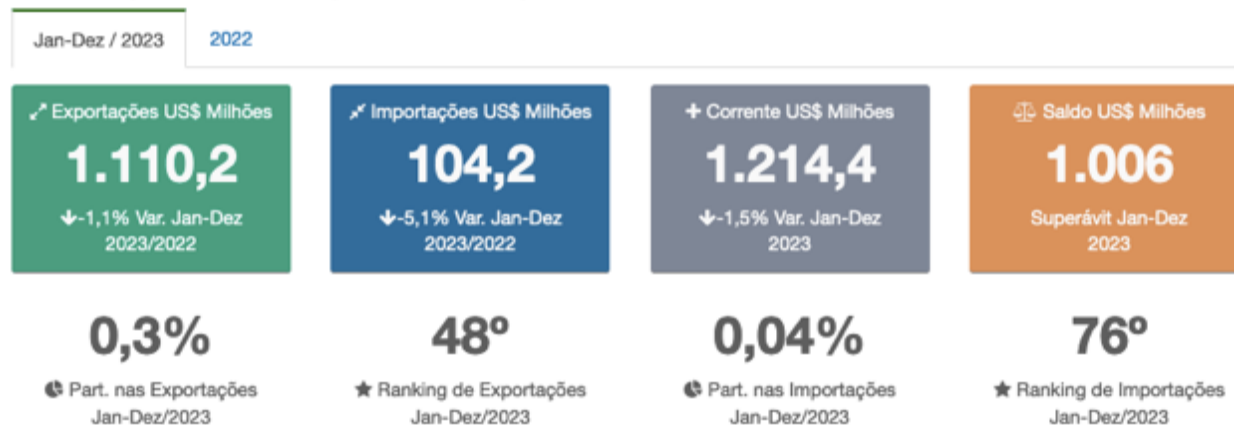 Jan-Dez / 2023
2022
Exportações US$ Milhões
1.110,2
-1,1% Var. Jan-Dez
2023/2022
Importações US$ Milhões
104,2
-5,1% Var. Jan-Dez
2023/2022
Corrente US$ Milhões
1.214,4
-1,5% Var. Jan-Dez
2023
Saldo US$ Milhões
1.006
Superávit Jan-Dez
2023
0,3%
Part. nas Exportações
Jan-Dez/2023
48º
Ranking de Exportações
Jan-Dez/2023
0,04%
Part. nas Importações
Jan-Dez/2023
76º
Ranking de Importações
Jan-Dez/2023